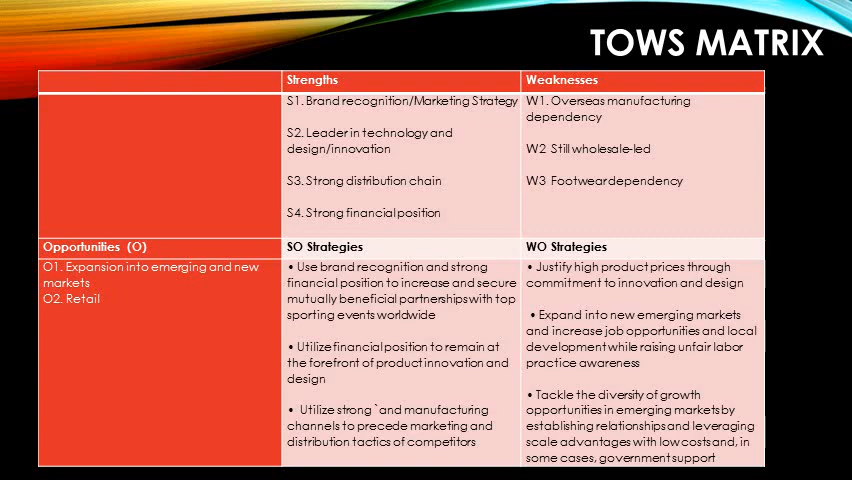 TOWS MATRIX
Strengths
Weaknesses
S1. Brand recognition/Marketing Strategy
S2. Leader in technology and
design/innovation
S3. Strong distribution chain
S4. Strong financial position
W1. Overseas manufacturing
dependency
W2 Still wholesale-led
W3 Footwear dependency
Opportunities (O)
SO Strategies
WO Strategies
O1. Expansion into emerging and new
markets
O2. Retail
• Use brand recognition and strong
financial position to increase and secure
mutually beneficial partnerships with top
sporting events worldwide
• Utilize financial position to remain at
the forefront of product innovation and
design
• Utilize strong `and manufacturing
channels to precede marketing and
distribution tactics of competitors
• Justify high product prices through
commitment to innovation and design
• Expand into new emerging markets
and increase job opportunities and local
development while raising unfair labor
practice awareness
• Tackle the diversity of growth
opportunities in emerging markets by
establishing relationships and leveraging
scale advantages with low costs and, in
some cases, government support